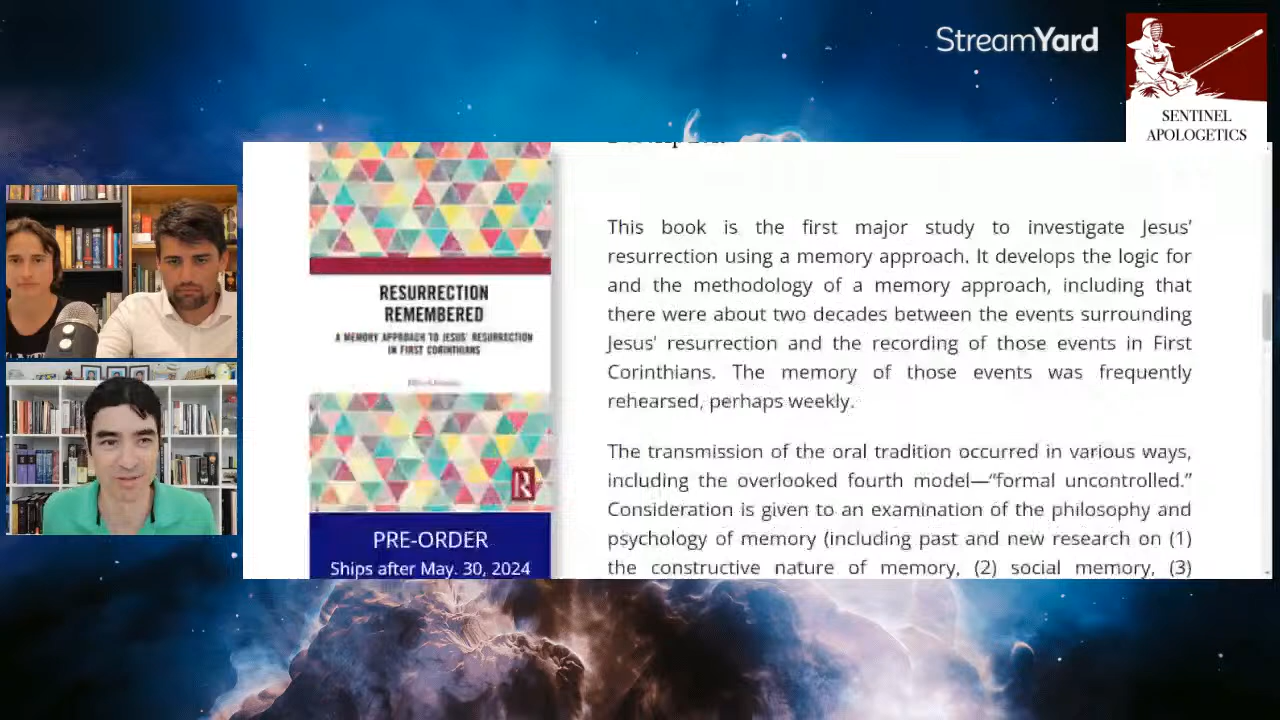 StreamYard
SENTINEL
APOLOGETICS
RESURRECTION
REMEMBERED
A MEMORY APPROACH TO JESUS' RESURRECTION
IN FIRST CORINTHIANS
PRE-ORDER
Ships after May. 30, 2024
This book is the first major study to investigate Jesus’
resurrection using a memory approach. It develops the logic for
and the methodology of a memory approach, including that
there were about two decades between the events surrounding
Jesus’ resurrection and the recording of those events in First
Corinthians. The memory of those events was frequently
rehearsed, perhaps weekly.
The transmission of the oral tradition occurred in various ways,
including the overlooked fourth model—“formal uncontrolled.”
Consideration is given to an examination of the philosophy and
psychology of memory (including past and new research on (1)
the constructive nature of memory, (2) social memory, (3)